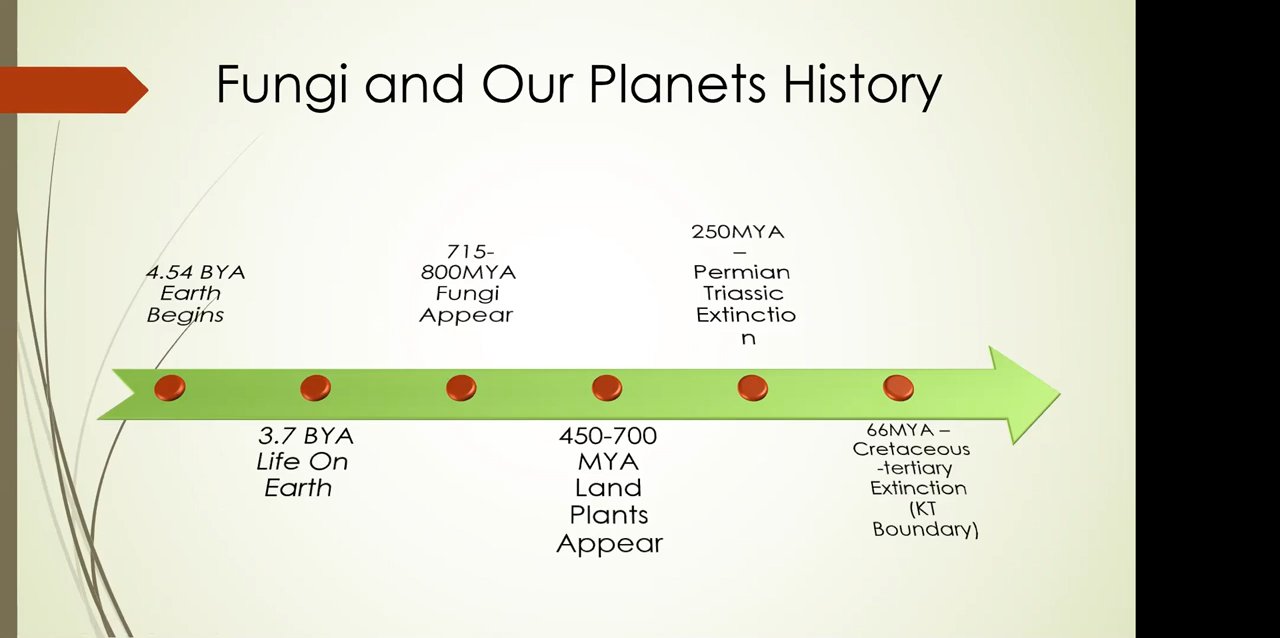 Fungi and Our Planets History
4.54 BYA
Earth
Begins
3.7 BYA
Life On
Earth
715-
800MYA
Fungi
Appear
450-700
MYA
Land
Plants
Appear
250MYA
–
Permian
Triassic
Extinctio
n
66MYA –
Cretaceous
-tertiary
Extinction
(KT
Boundary)